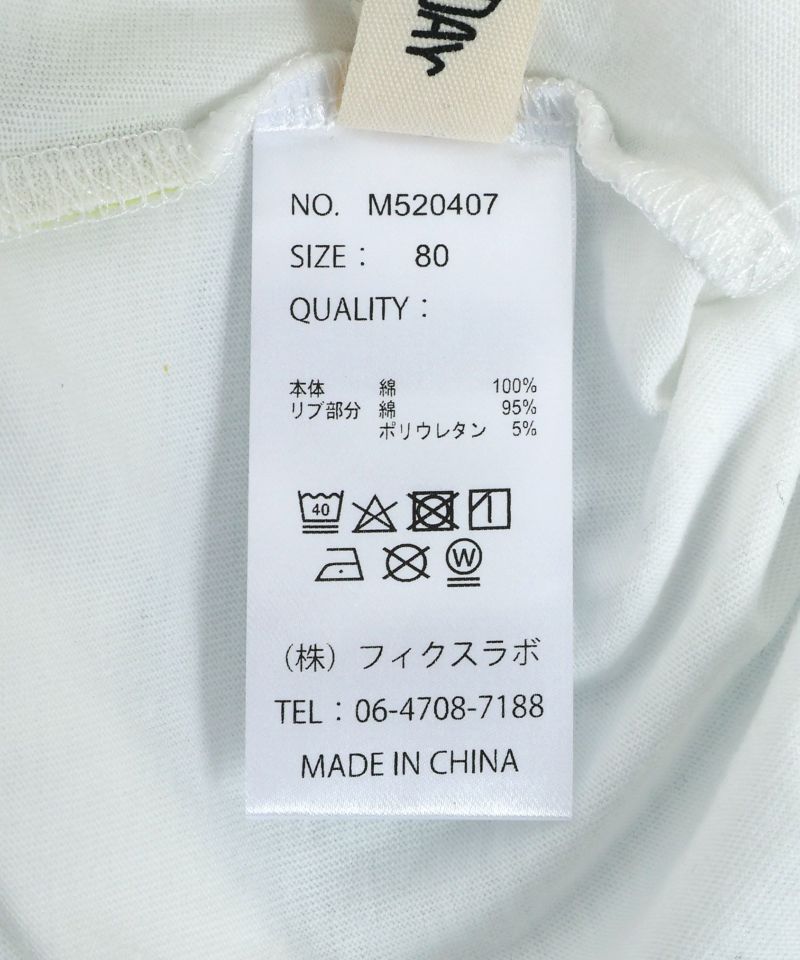 DAY
NO. M520407
SIZE： 80
QUALITY：
本体 綿 100%
リブ部分 綿 95%
ポリウレタン 5%
40
W
（株）フィクスラボ
TEL：06-4708-7188
MADE IN CHINA